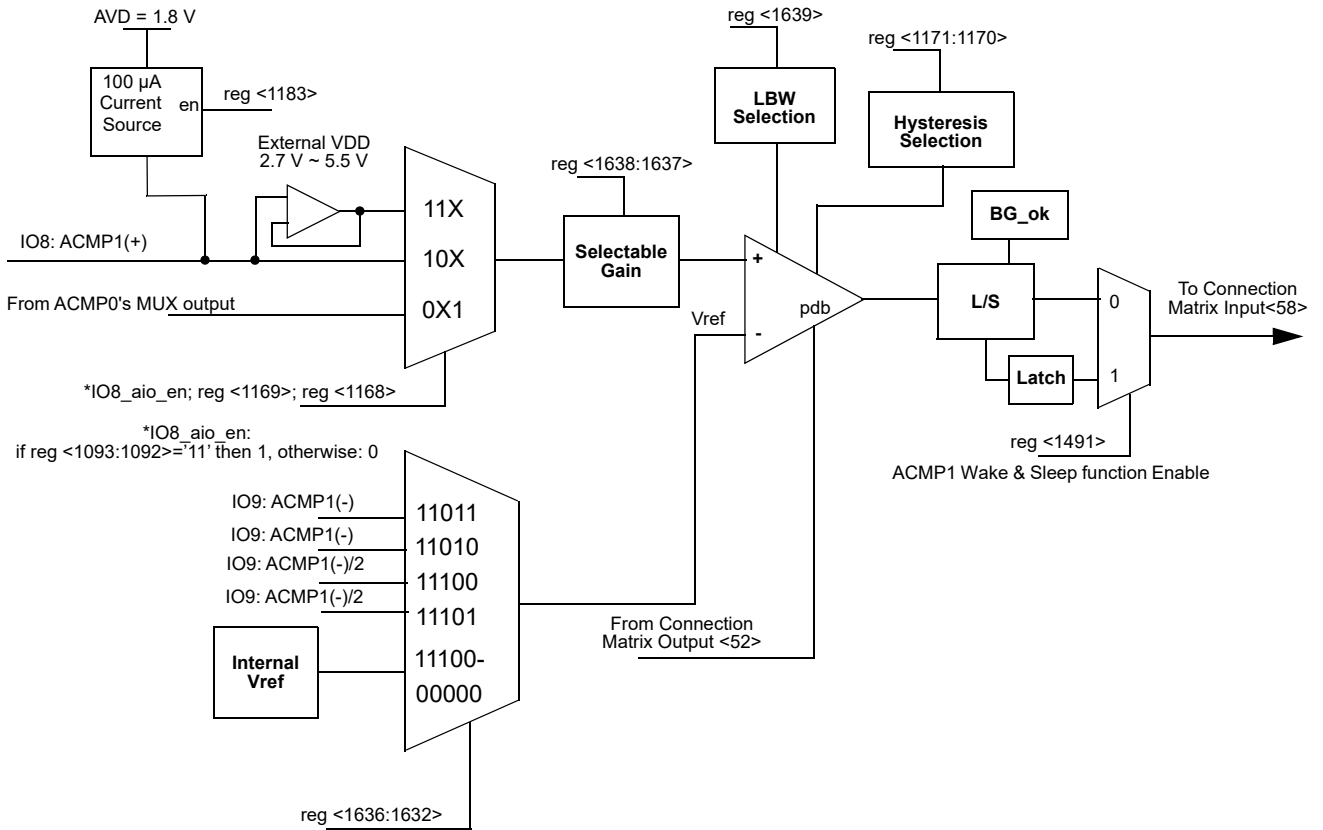 AVD = 1.8 V
100 µA
Current
Source
en
reg <1183>
External VDD
2.7 V ~ 5.5 V
IO8: ACMP1(+)
From ACMP0's MUX output
11X
10X
0X1
*IO8_aio_en; reg <1169>; reg <1168>
*IO8_aio_en:
if reg <1093:1092>='11' then 1, otherwise: 0
reg <1638:1637>
Selectable
Gain
reg <1639>
LBW
Selection
reg <1171:1170>
Hysteresis
Selection
Vref
+
-
pdb
BG_ok
L/S
Latch
0
1
To Connection
Matrix Input<58>
reg <1491>
ACMP1 Wake & Sleep function Enable
IO9: ACMP1(-)
IO9: ACMP1(-)
IO9: ACMP1(-)/2
IO9: ACMP1(-)/2
11011
11010
11100
11101
11100-
00000
Internal
Vref
From Connection
Matrix Output <52>
reg <1636:1632>